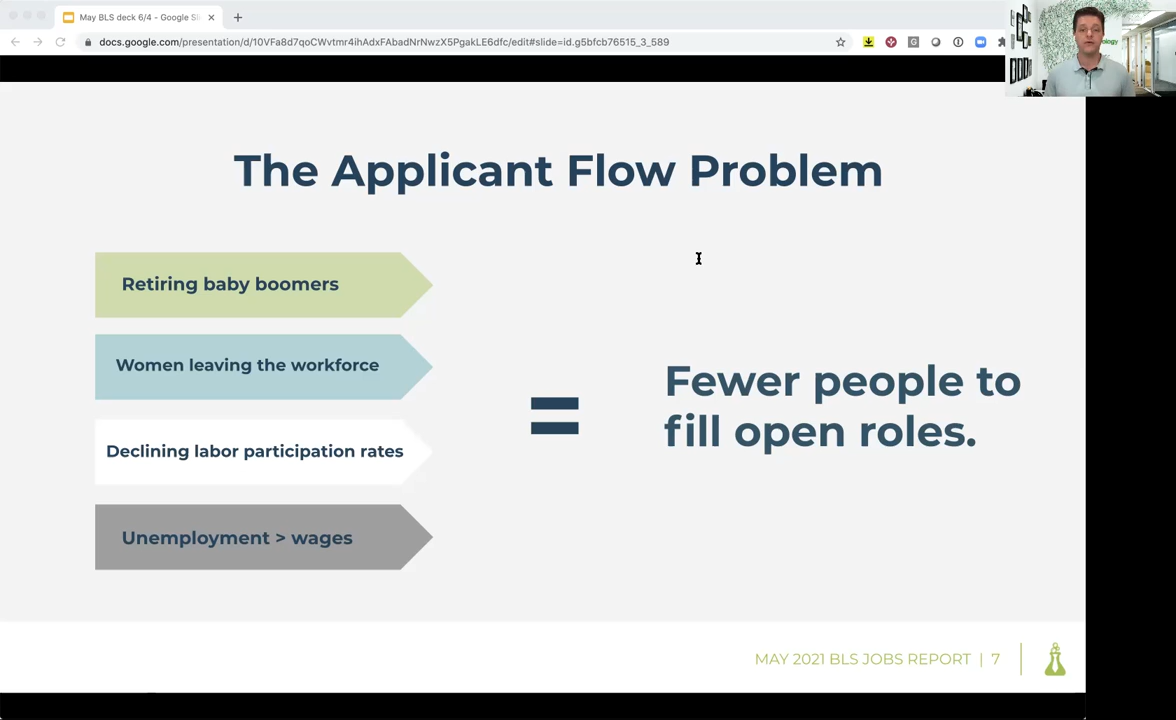 May BLS deck 6/4 - Google Sli
docs.google.com/presentation/d/10VFa8d7qoCWvtmr4ihAdxFAbadNrNwzX5PgakLE6dfc/edit#slide=id.g5bfcb76515_3_589
The Applicant Flow Problem
Retiring baby boomers
Women leaving the workforce
Declining labor participation rates
Unemployment > wages
=
Fewer people to
fill open roles.
MAY 2021 BLS JOBS REPORT | 7